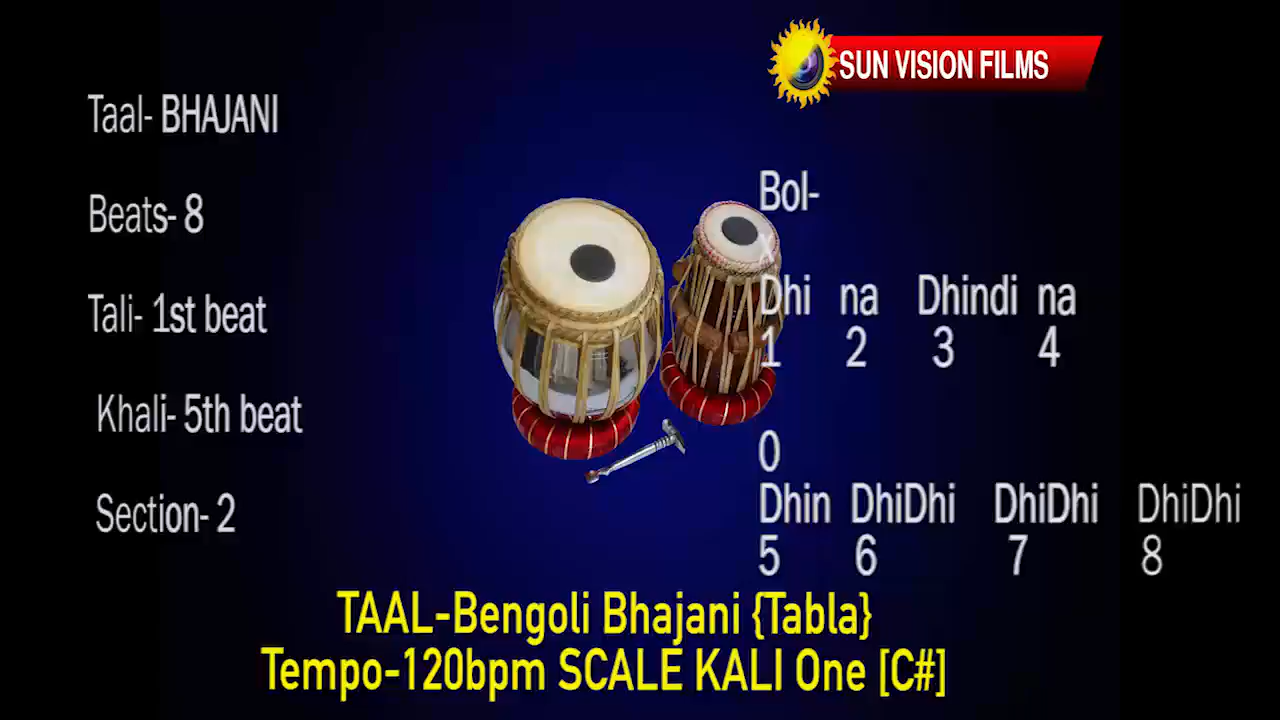 SUN VISION FILMS
Taal- BHAJANI
Beats- 8
Tali- 1st beat
Khali- 5th beat
Section- 2
Bol-
x
Dhi na Dhindi na
1 2 3 4
0
Dhin DhiDhi DhiDhi DhiDhi
5 6 7 8
TAAL-Bengoli Bhajani {Tabla}
Tempo-120bpm SCALE KALI One [C#]